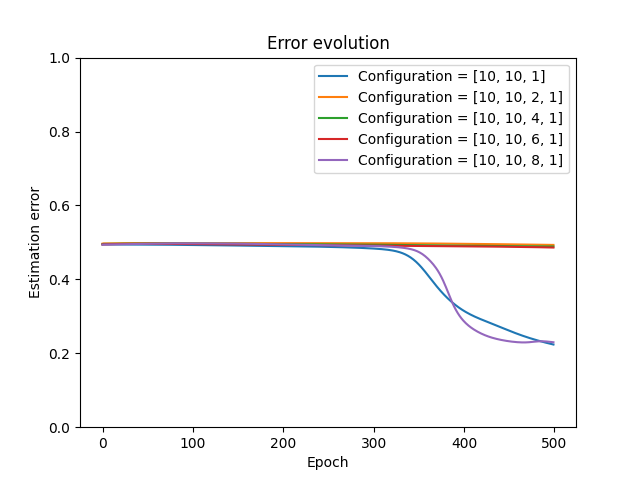 Error evolution
1.0
0.8
0.6
0.4
0.2
0.0
Estimation error
Configuration = [10, 10, 1]
Configuration = [10, 10, 2, 1]
Configuration = [10, 10, 4, 1]
Configuration = [10, 10, 6, 1]
Configuration = [10, 10, 8, 1]
0 100 200 300 400 500
Epoch